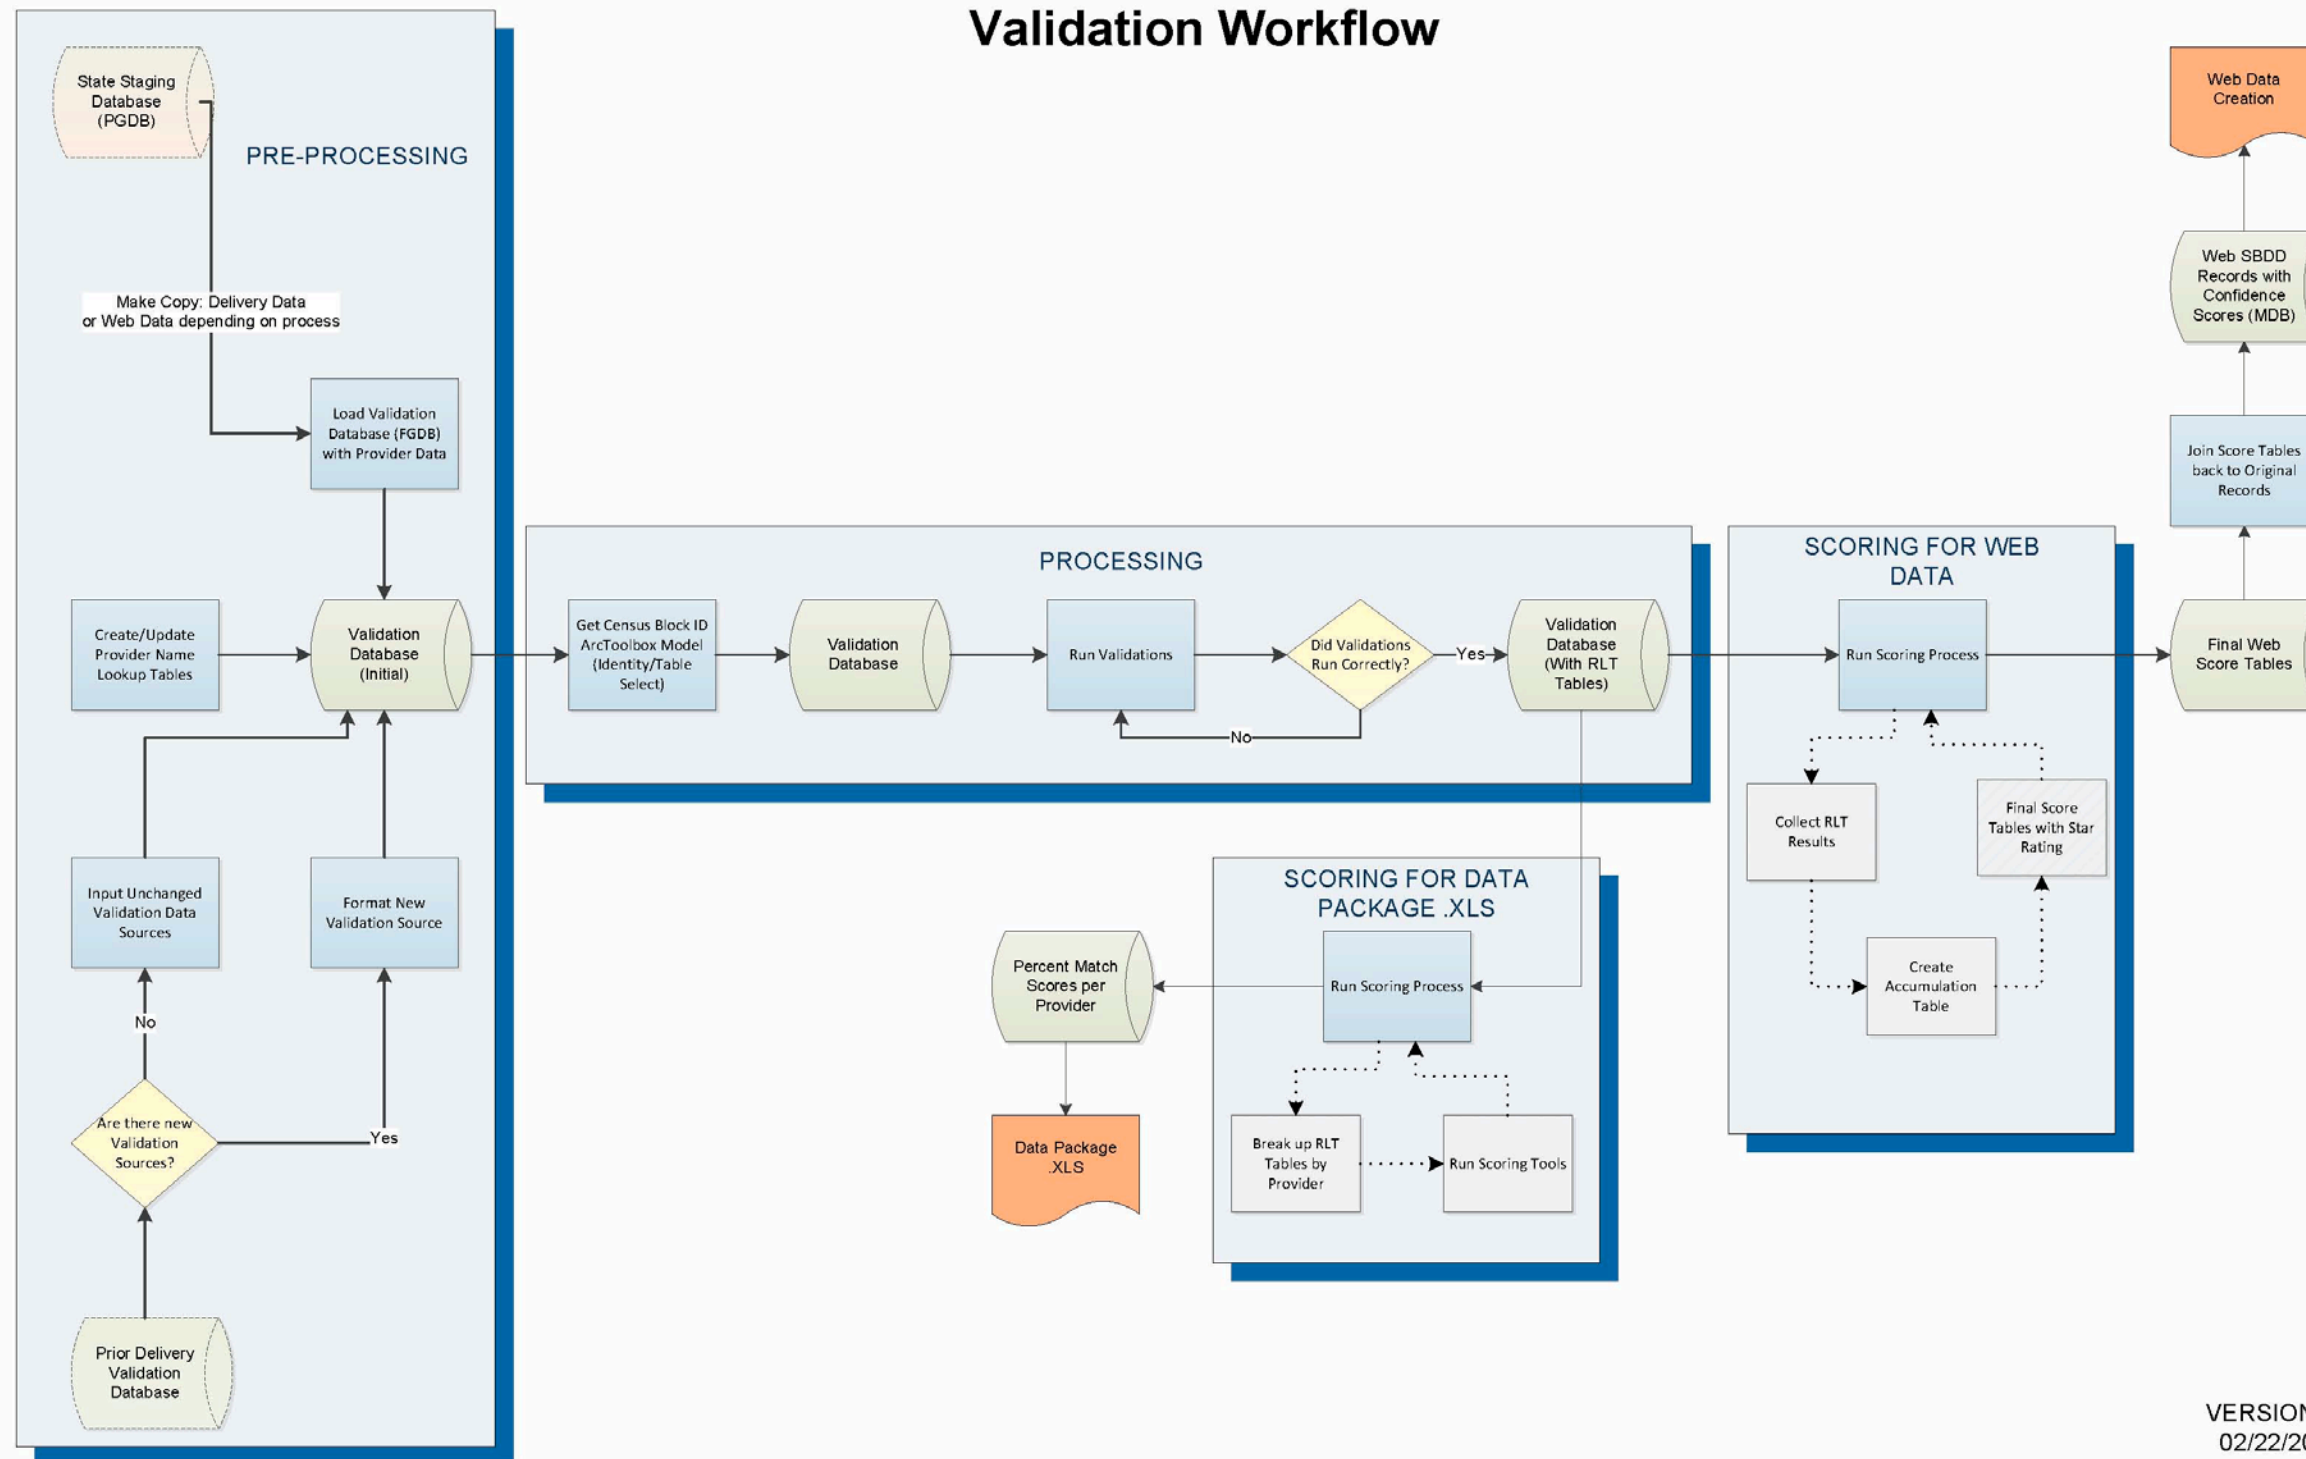 Validation Workflow
State Staging
Database
(PGDB)
PRE-PROCESSING
Make Copy: Delivery Data
or Web Data depending on process
Load Validation
Database (FGDB)
with Provider Data
Create/Update
Provider Name
Lookup Tables
Validation
Database
(Initial)
Input Unchanged
Validation Data
Sources
Format New
Validation Source
No
Are there new
Validation
Sources?
Yes
Prior Delivery
Validation
Database
PROCESSING
Get Census Block ID
ArcToolbox Model
(Identity/Table
Select)
Validation
Database
Run Validations
Did Validations
Run Correctly?
Yes
No
Validation
Database
(With RLT
Tables)
SCORING FOR DATA
PACKAGE .XLS
Percent Match
Scores per
Provider
Run Scoring Process
Data Package
.XLS
Break up RLT
Tables by
Provider
Run Scoring Tools
SCORING FOR WEB
DATA
Run Scoring Process
Collect RLT
Results
Final Score
Tables with Star
Rating
Create
Accumulation
Table
Web Data
Creation
Web SBDD
Records with
Confidence
Scores (MDB)
Join Score Tables
back to Original
Records
Final Web
Score Tables
VERSION
02/22/20